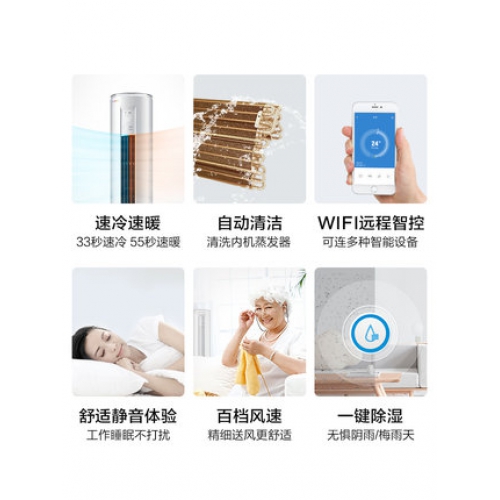 速冷速暖
33秒速冷 55秒速暖
自动清洁
清洗内机蒸发器
WIFI远程智控
可连多种智能设备
24°
舒适静音体验
工作睡眠不打扰
百档风速
精细送风更舒适
一键除湿
无惧阴雨/梅雨天